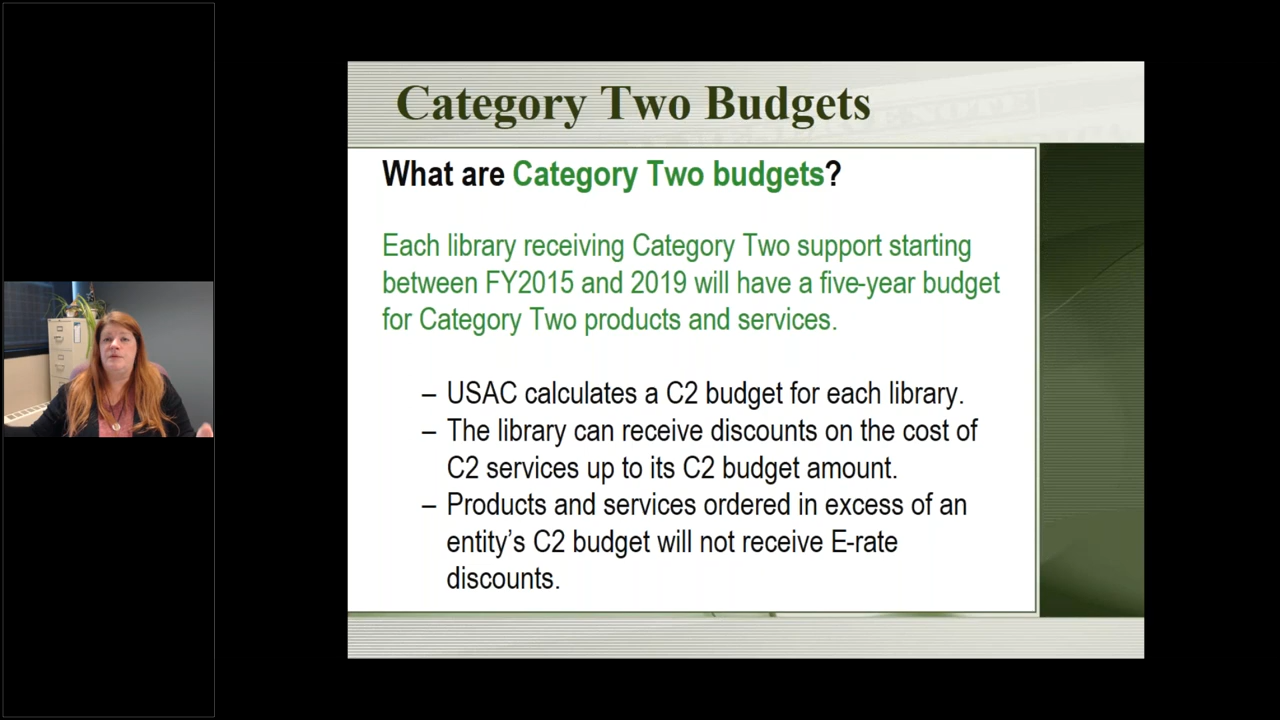 Category Two Budgets
What are Category Two budgets?
Each library receiving Category Two support starting
between FY2015 and 2019 will have a five-year budget
for Category Two products and services.
– USAC calculates a C2 budget for each library.
– The library can receive discounts on the cost of
C2 services up to its C2 budget amount.
– Products and services ordered in excess of an
entity's C2 budget will not receive E-rate
discounts.